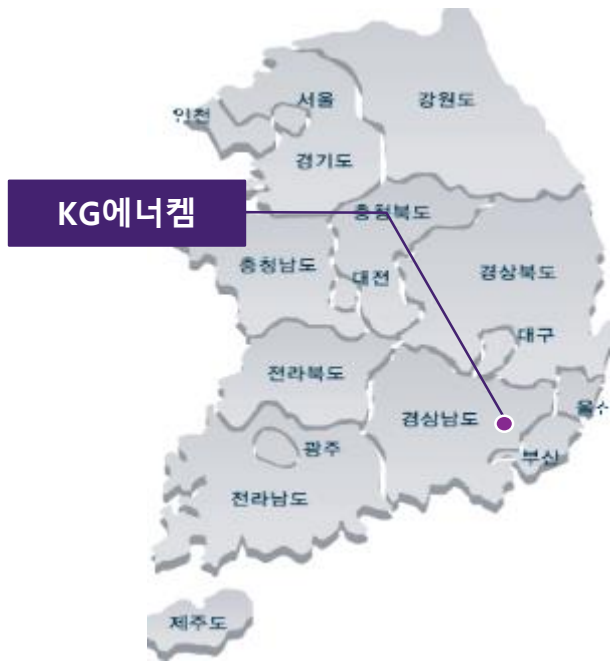 서울
강원도
인천
경기도
KG에너켐
충청북도
충청남도
대전
경상북도
대구
전라북도
경상남도
울산
광주
부산
전라남도
제주도